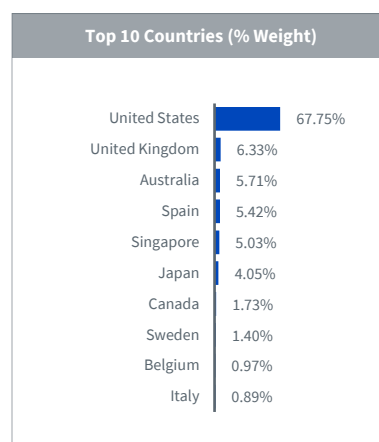 Top 10 Countries (% Weight)
United States 67.75%
United Kingdom 6.33%
Australia 5.71%
Spain 5.42%
Singapore 5.03%
Japan 4.05%
Canada 1.73%
Sweden 1.40%
Belgium 0.97%
Italy 0.89%